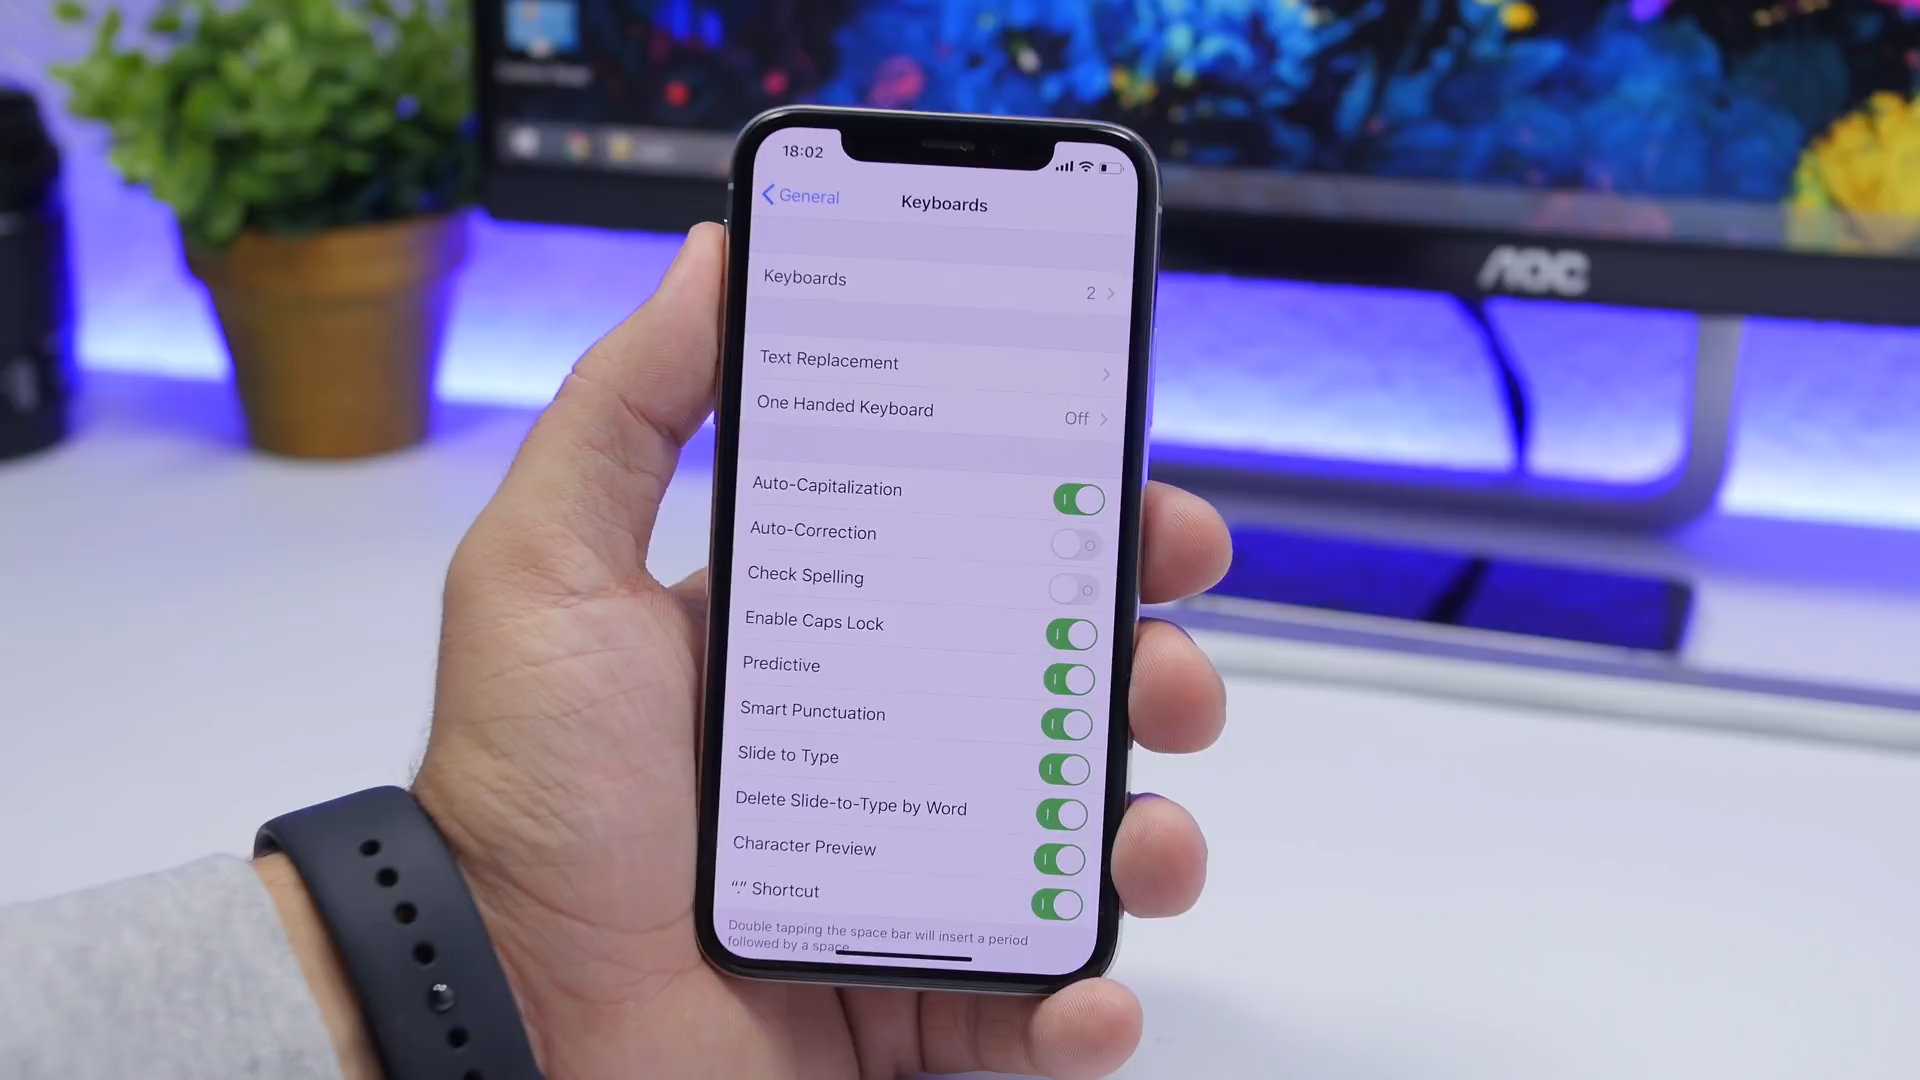 18:02
General
Keyboards
Keyboards 2
Text Replacement
One Handed Keyboard Off
Auto-Capitalization
Auto-Correction
Check Spelling
Enable Caps Lock
Predictive
Smart Punctuation
Slide to Type
Delete Slide-to-Type by Word
Character Preview
“.” Shortcut
Double tapping the space bar will insert a period
followed by a space
AOC